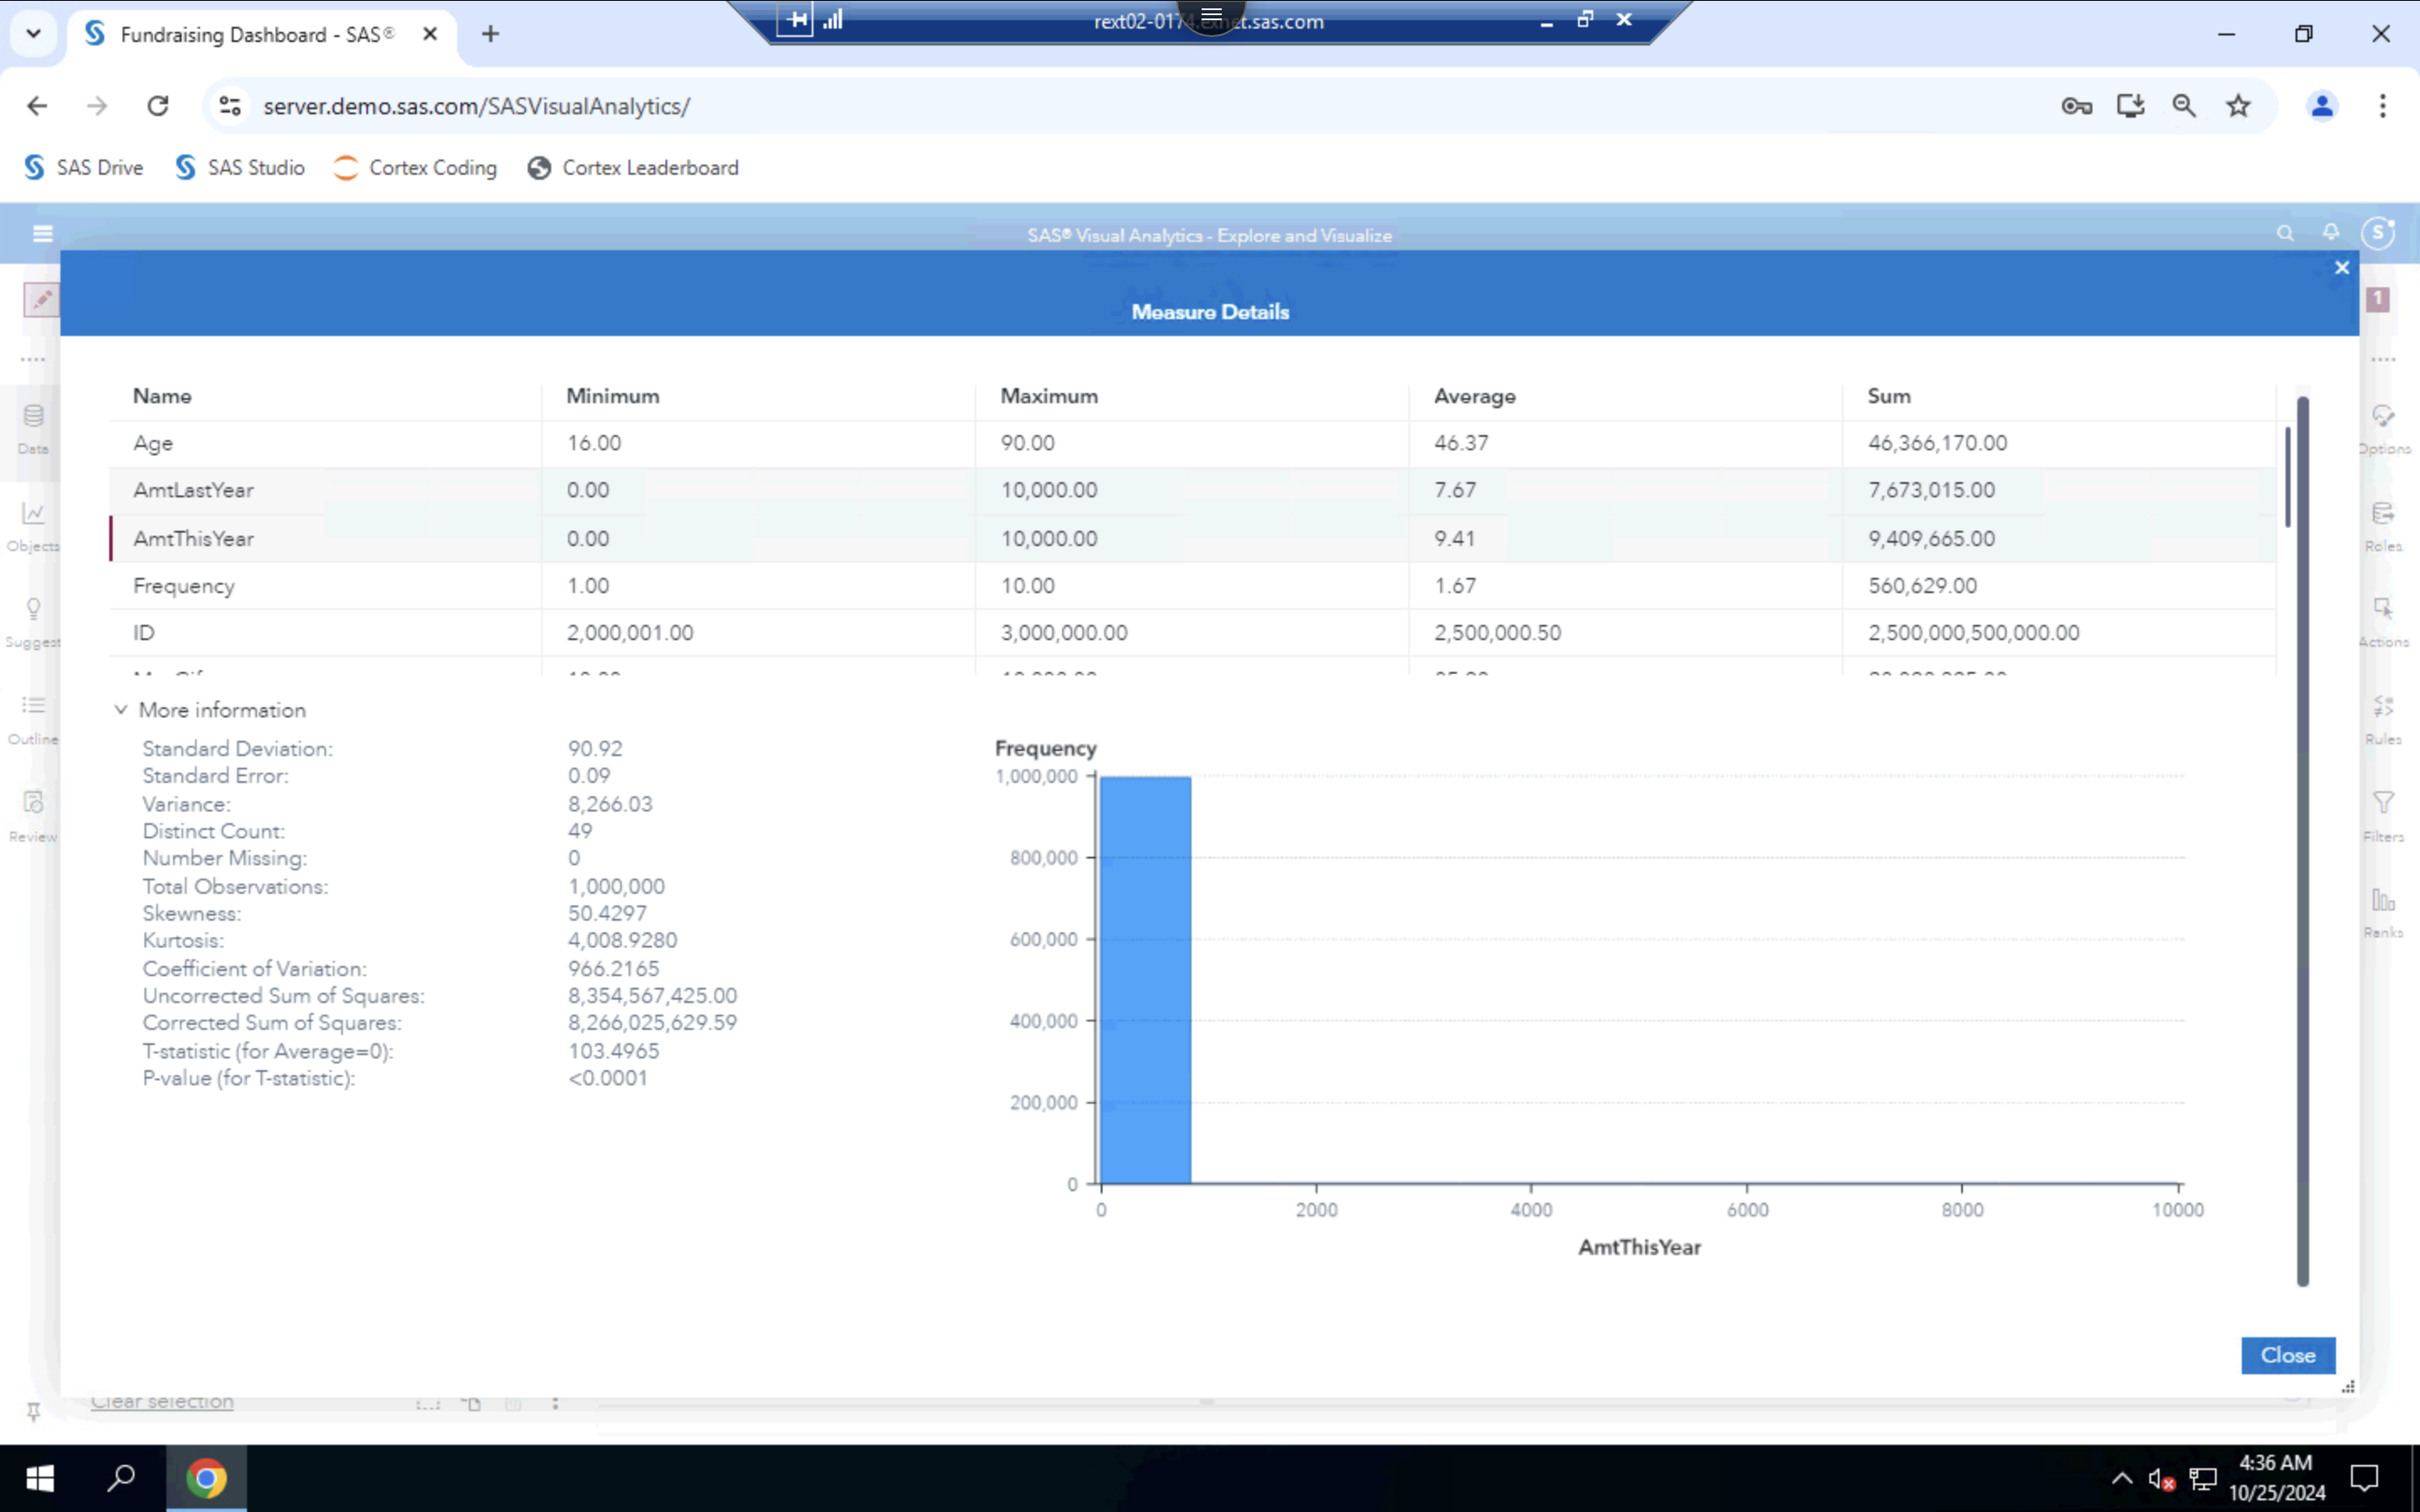 Fundraising Dashboard - SAS®
rext02-0174.exnet.sas.com
server.demo.sas.com/SASVisualAnalytics/
SAS Drive SAS Studio Cortex Coding Cortex Leaderboard
SAS® Visual Analytics - Explore and Visualize
S
Measure Details
1
Name Minimum Maximum Average Sum
Age 16.00 90.00 46.37 46,366,170.00
AmtLastYear 0.00 10,000.00 7.67 7,673,015.00
AmtThisYear 0.00 10,000.00 9.41 9,409,665.00
Frequency 1.00 10.00 1.67 560,629.00
ID 2,000,001.00 3,000,000.00 2,500,000.50 2,500,000,500,000.00
Data
Objects
Suggest
Outline
Review
More information
Standard Deviation: 90.92
Standard Error: 0.09
Variance: 8,266.03
Distinct Count: 49
Number Missing: 0
Total Observations: 1,000,000
Skewness: 50.4297
Kurtosis: 4,008.9280
Coefficient of Variation: 966.2165
Uncorrected Sum of Squares: 8,354,567,425.00
Corrected Sum of Squares: 8,266,025,629.59
T-statistic (for Average=0): 103.4965
P-value (for T-statistic): <0.0001
Frequency
1,000,000
800,000
600,000
400,000
200,000
0
0 2000 4000 6000 8000 10000
AmtThisYear
Options
Roles
Actions
Rules
Filters
Ranks
Close
Clear selection
4:36 AM
10/25/2024